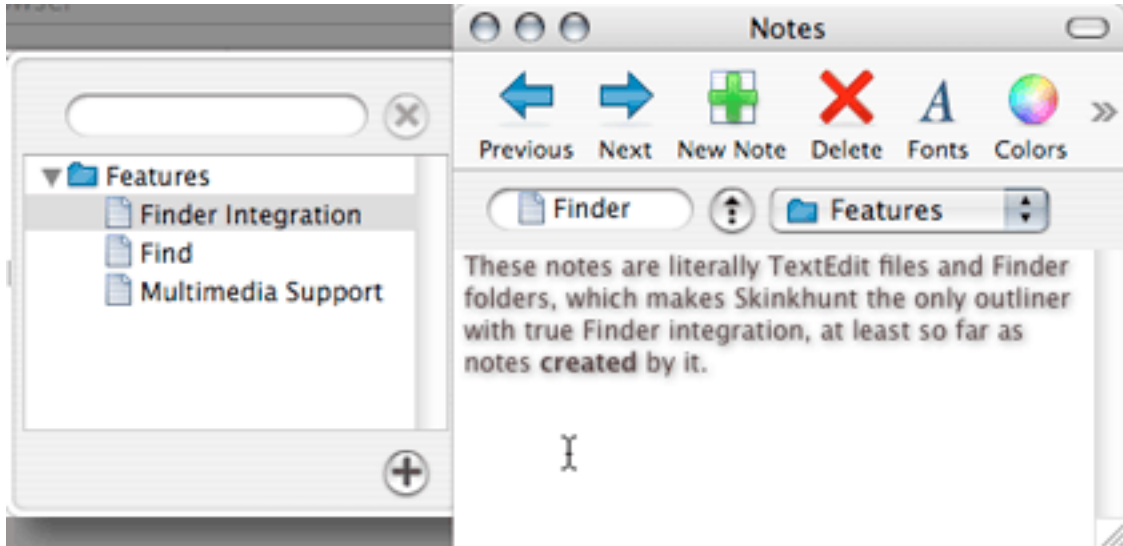 Notes
Previous Next New Note Delete Fonts Colors
Finder Features
Features
Finder Integration
Find
Multimedia Support
These notes are literally TextEdit files and Finder
folders, which makes Skinkhunt the only outliner
with true Finder integration, at least so far as
notes created by it.